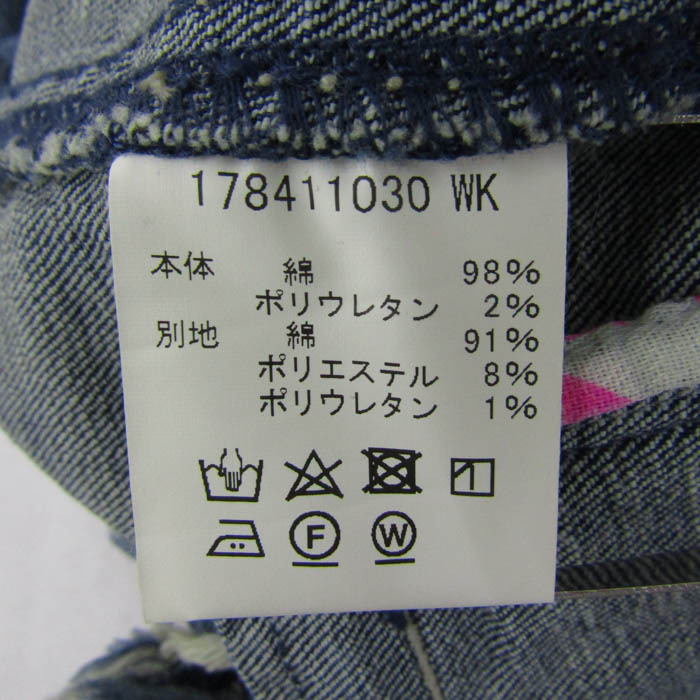 178411030 WK
本体 綿 98%
ポリウレタン 2%
別地 綿 91%
ポリエステル 8%
ポリウレタン 1%
F W